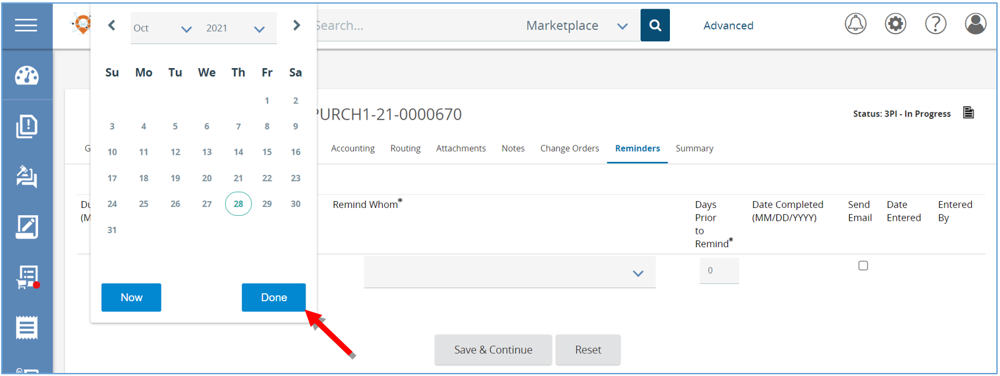 Oct 2021
Search... Marketplace Advanced
Su Mo Tu We Th Fr Sa
1 2
3 4 5 6 7 8 9
10 11 12 13 14 15 16
17 18 19 20 21 22 23
24 25 26 27 28 29 30
31
Now Done
PURCH1-21-0000670
Status: 3PI - In Progress
G Accounting Routing Attachments Notes Change Orders Reminders Summary
Du
(M
Remind Whom*
Days
Prior
to
Remind*
Date Completed
(MM/DD/YYYY)
Send
Email
Date
Entered
Entered
By
0
Save & Continue Reset